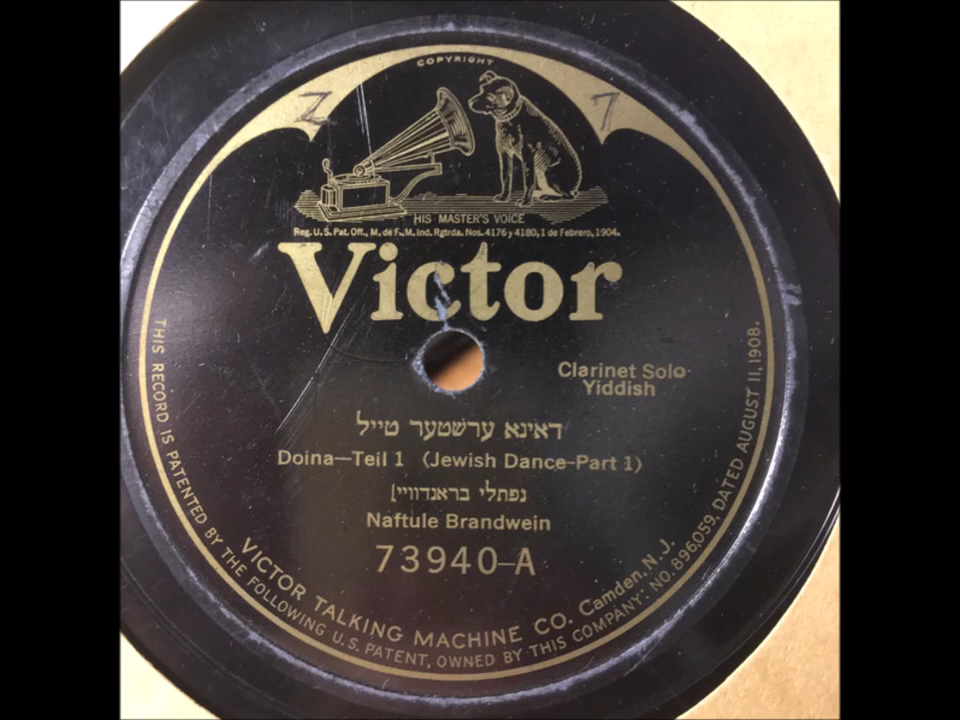 COPYRIGHT
Z 7
HIS MASTER'S VOICE
Reg. U.S. Pat. Off., M. de F., M. Ind. Rgtrda. Nos. 4176 y 4180, 1 de Febrero, 1904.
Victor
Clarinet Solo
Yiddish
דאינא ערשטער טייל
Doina—Teil 1 (Jewish Dance–Part 1)
נפתלי בראנדוויין
Naftule Brandwein
73940–A
VICTOR TALKING MACHINE CO. Camden, N. J.
THIS RECORD IS PATENTED BY THE FOLLOWING U.S. PATENT, OWNED BY THIS COMPANY: NO. 896,059, DATED AUGUST 11, 1908.